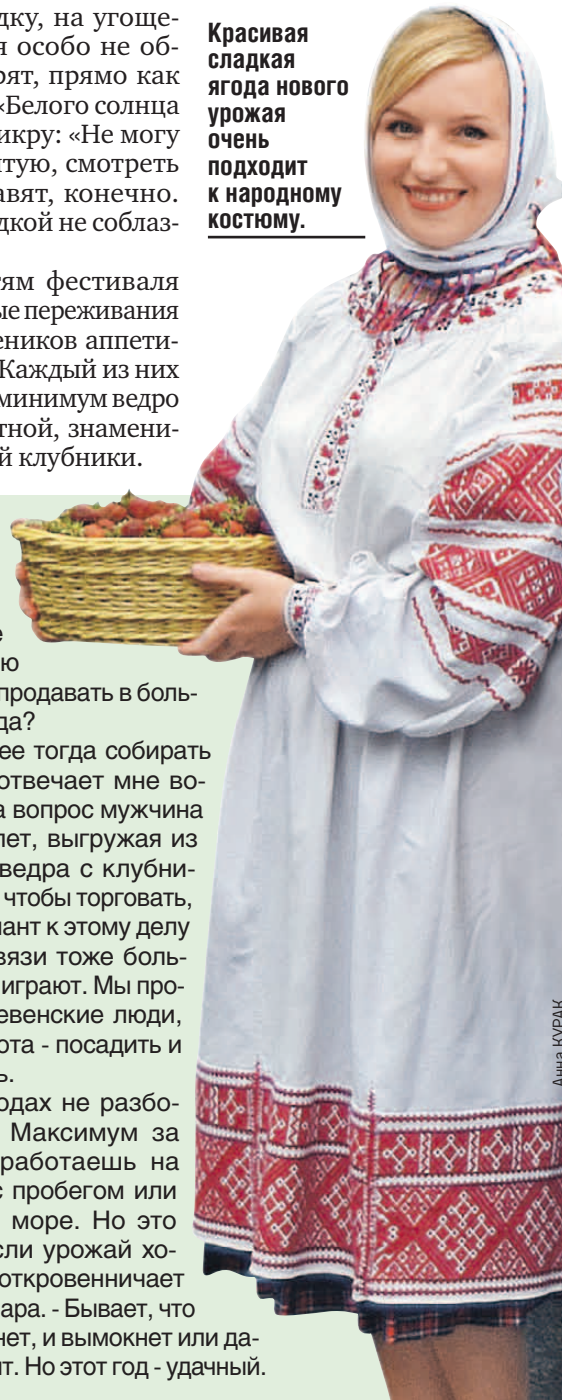 дку, на угоще-
я особо не об-
рят, прямо как
«Белого солнца
икру: «Не могу
ятую, смотреть
авят, конечно.
дкой не соблаз-
тям фестиваля
ые переживания
еников аппети-
Каждый из них
минимум ведро
тной, знамени-
й клубники.
Красивая
сладкая
ягода нового
урожая
очень
подходит
к народному
костюму.
е
ю
продавать в боль-
да?
ее тогда собирать
отвечает мне во-
а вопрос мужчина
лет, выгружая из
ведра с клубни-
чтобы торговать,
лант к этому делу
вязи тоже боль-
играют. Мы про-
евенские люди,
ота - посадить и
ь.
одах не разбо-
Максимум за
работаешь на
с пробегом или
море. Но это
сли урожай хо-
откровенничает
ара. - Бывает, что
нет, и вымокнет или да-
т. Но этот год - удачный.
Анна КУРАК